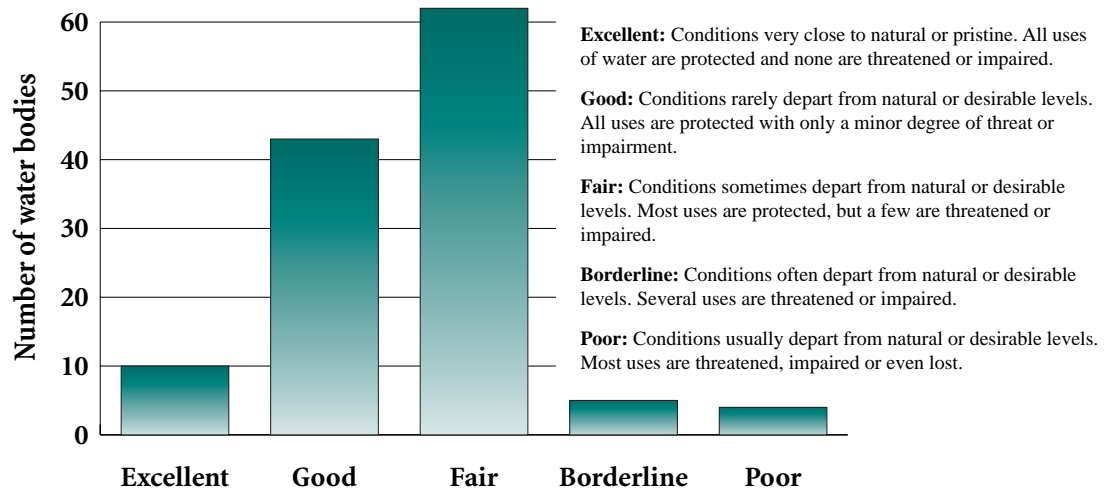 60
50
40
30
20
10
0
Number of water bodies
Excellent
Good
Fair
Borderline
Poor
Excellent: Conditions very close to natural or pristine. All uses
of water are protected and none are threatened or impaired.
Good: Conditions rarely depart from natural or desirable levels.
All uses are protected with only a minor degree of threat or
impairment.
Fair: Conditions sometimes depart from natural or desirable
levels. Most uses are protected, but a few are threatened or
impaired.
Borderline: Conditions often depart from natural or desirable
levels. Several uses are threatened or impaired.
Poor: Conditions usually depart from natural or desirable levels.
Most uses are threatened, impaired or even lost.